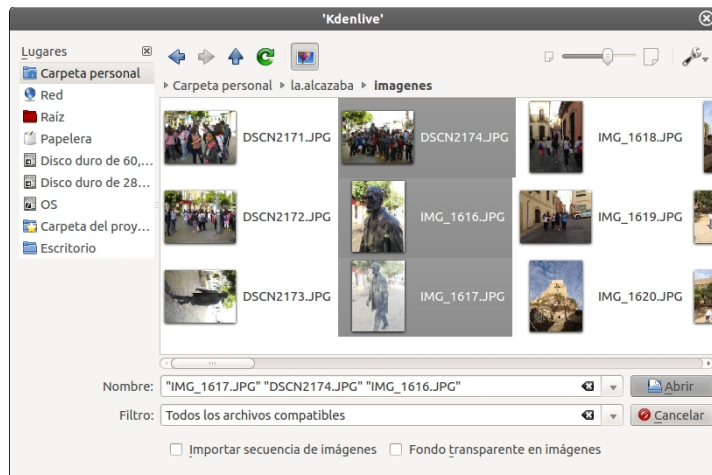 'Kdenlive'
Lugares
Carpeta personal
Red
Raíz
Papelera
Disco duro de 60,...
Disco duro de 28...
OS
Carpeta del proy...
Escritorio
Carpeta personal la.alcazaba imagenes
DSCN2171.JPG DSCN2174.JPG IMG_1618.JPG
DSCN2172.JPG IMG_1616.JPG IMG_1619.JPG
DSCN2173.JPG IMG_1617.JPG IMG_1620.JPG
Nombre: "IMG_1617.JPG" "DSCN2174.JPG" "IMG_1616.JPG" Abrir
Filtro: Todos los archivos compatibles Cancelar
Importar secuencia de imágenes Fondo transparente en imágenes